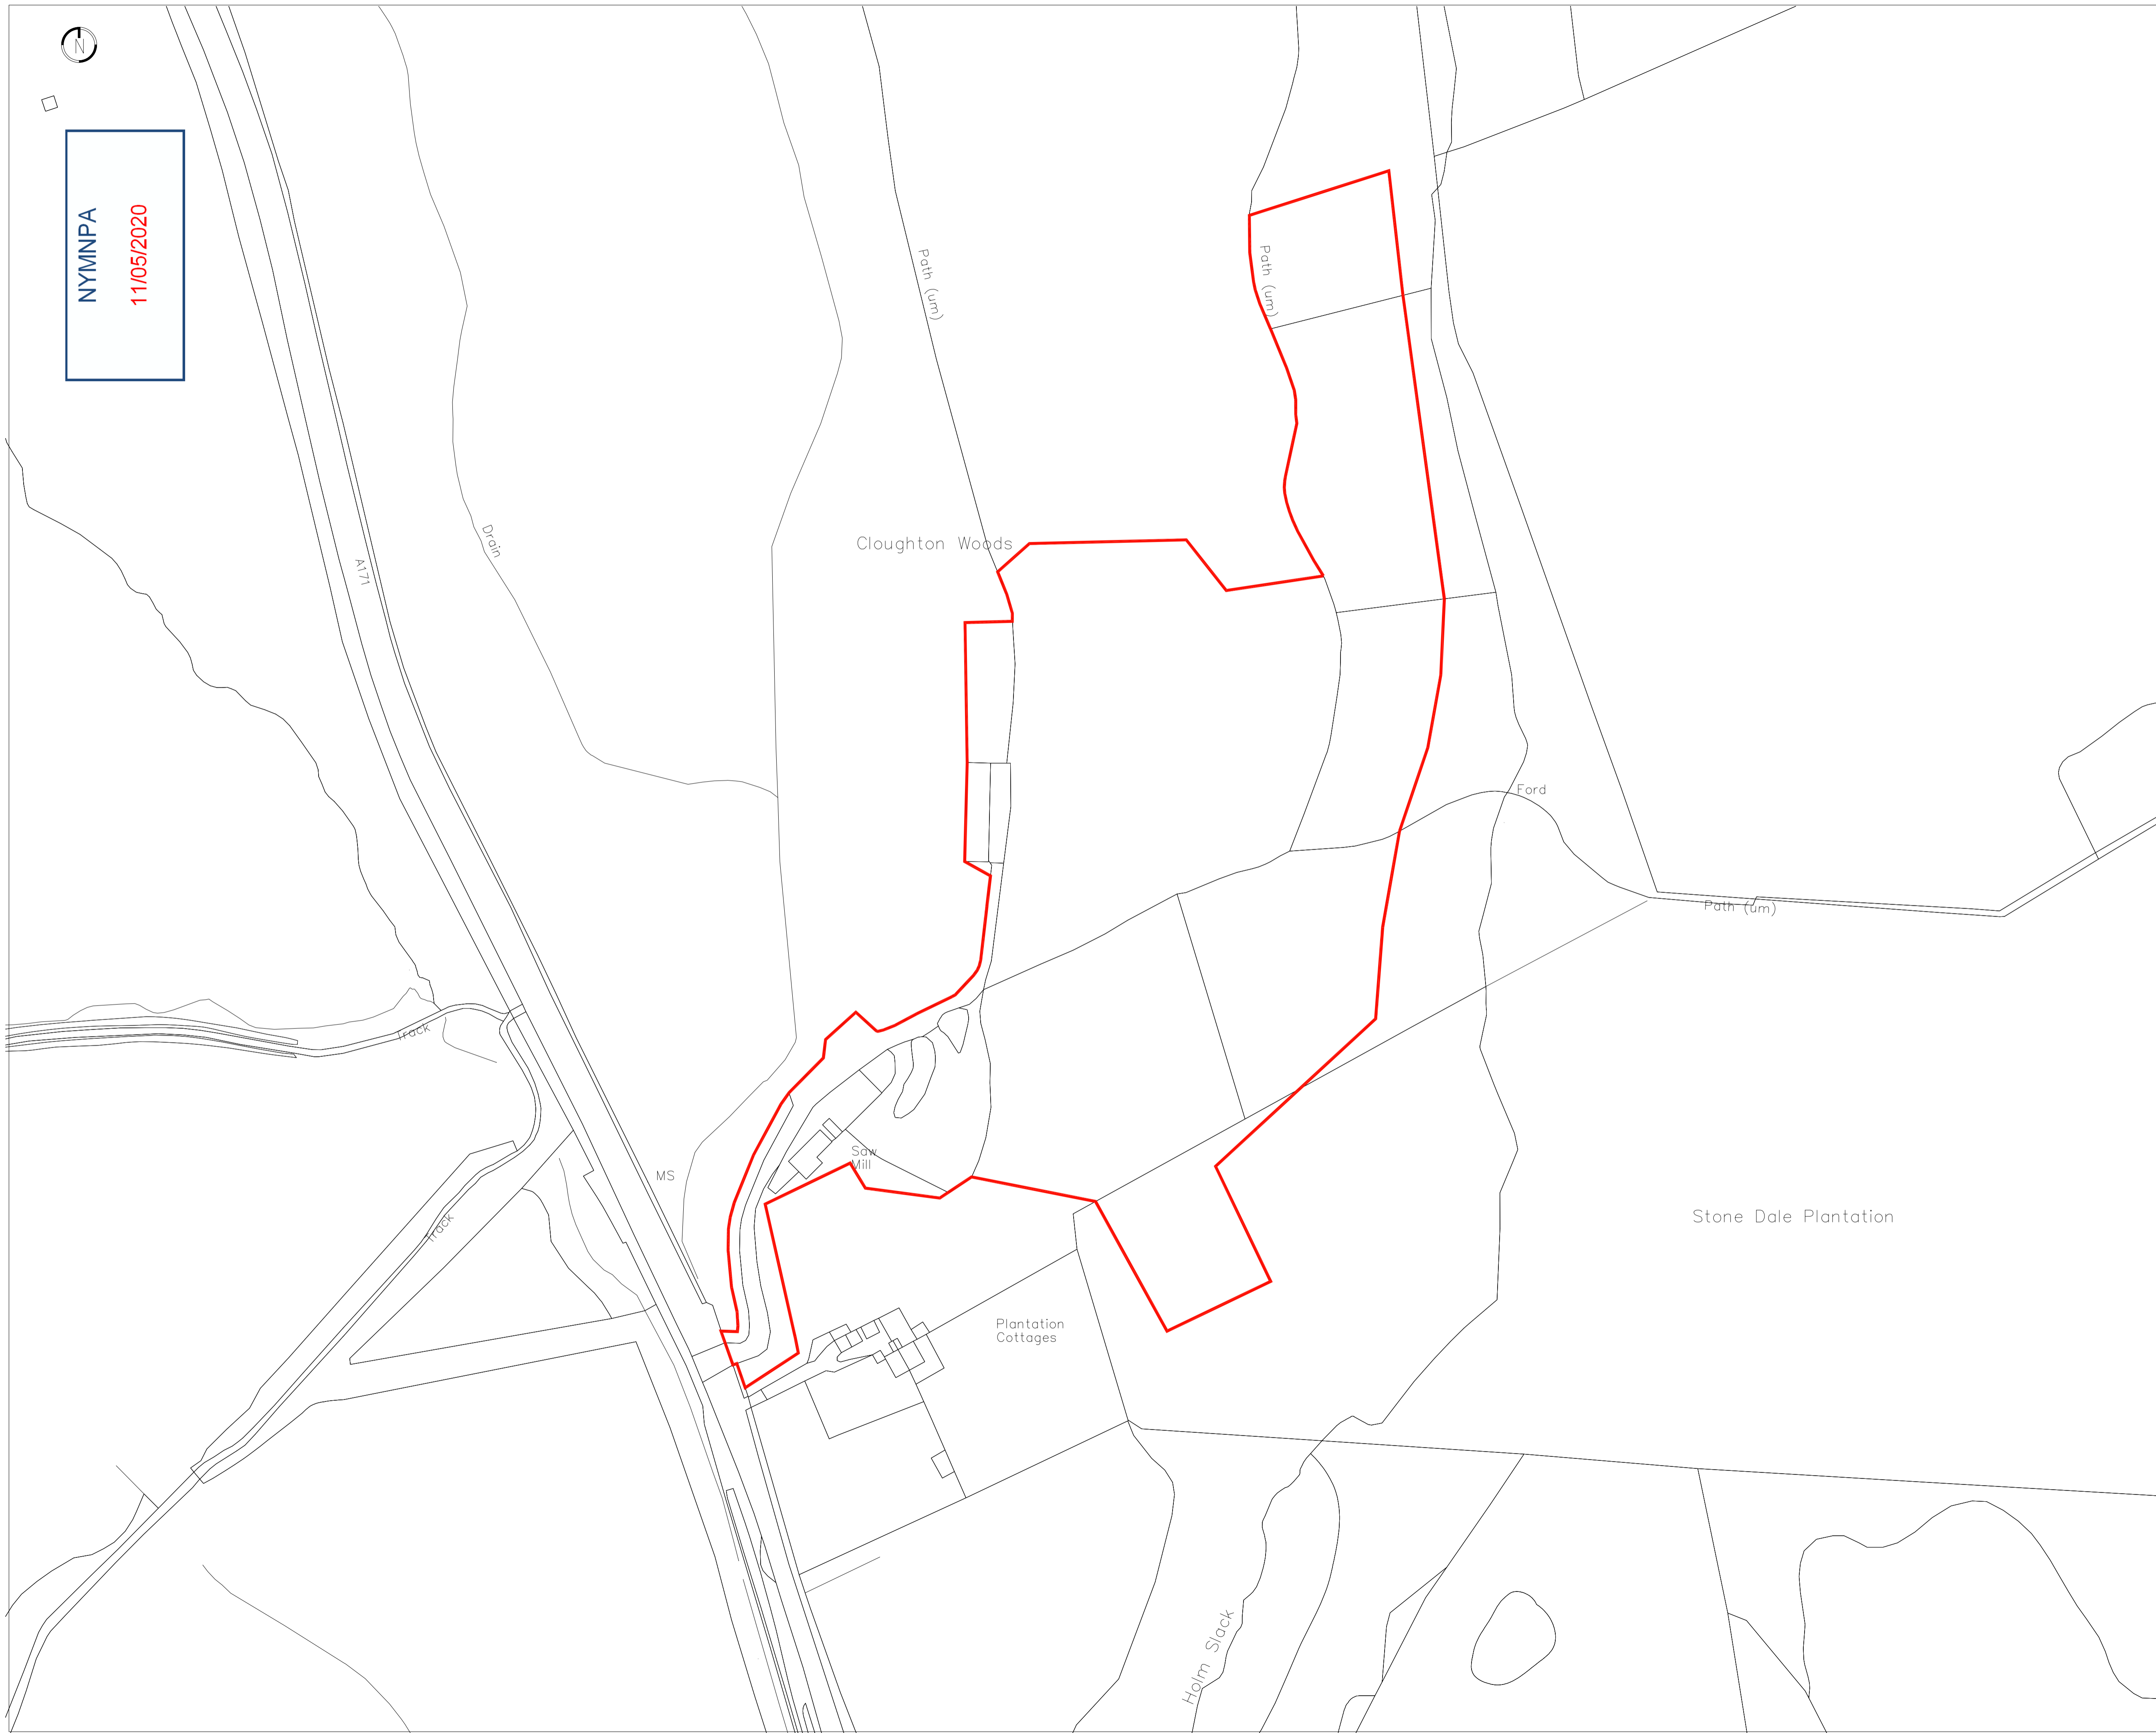 N
NYMNPA
11/05/2020
Path (um)
Path (um)
Drain
Cloughton Woods
A171
Ford
Path (um)
Track
MS
Saw
Mill
Track
Stone Dale Plantation
Plantation
Cottages
Holm Slack